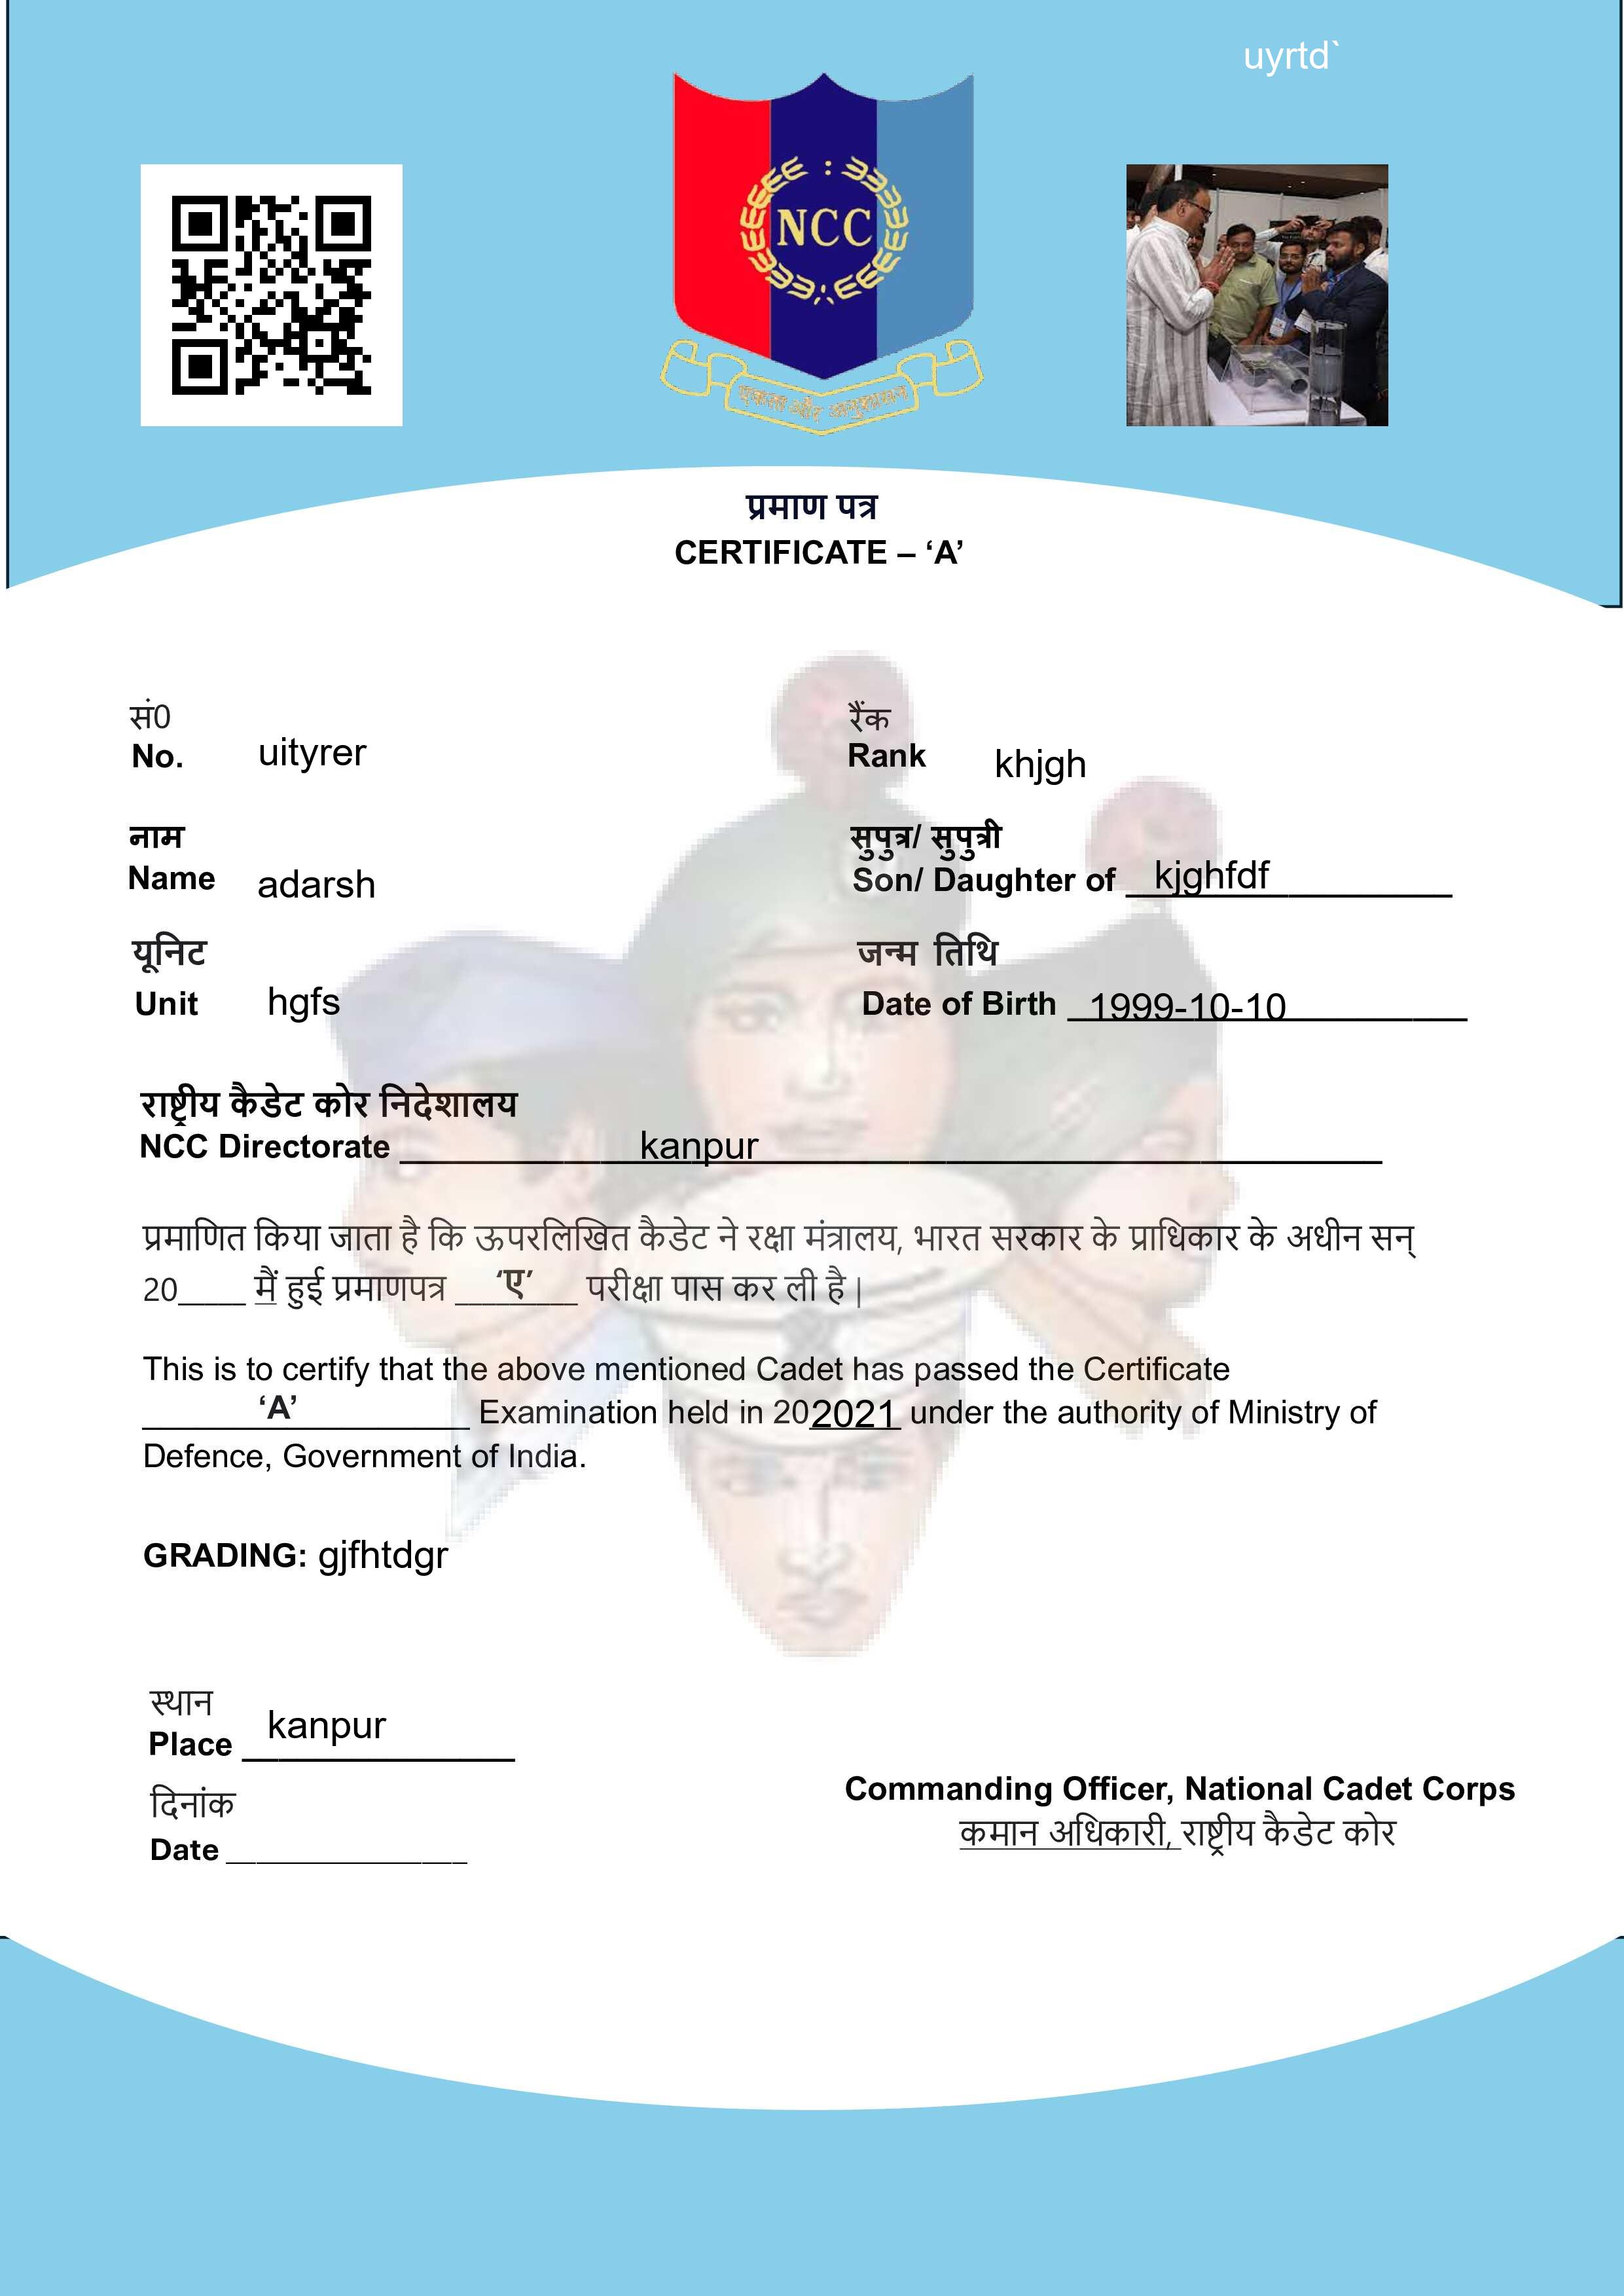 uyrtd`
NCC
एकता और अनुशासन
प्रमाण पत्र
CERTIFICATE – ‘A’
सं0
No. uityrer
रैंक
Rank khjgh
नाम
Name adarsh
सुपुत्र/ सुपुत्री
Son/ Daughter of kjghfdf
यूनिट
Unit hgfs
जन्म तिथि
Date of Birth 1999-10-10
राष्ट्रीय कैडेट कोर निदेशालय
NCC Directorate kanpur
प्रमाणित किया जाता है कि ऊपरलिखित कैडेट ने रक्षा मंत्रालय, भारत सरकार के प्राधिकार के अधीन सन्
20____ मैं हुई प्रमाणपत्र ‘ए’ परीक्षा पास कर ली है |
This is to certify that the above mentioned Cadet has passed the Certificate
‘A’ Examination held in 202021 under the authority of Ministry of
Defence, Government of India.
GRADING: gjfhtdgr
स्थान
Place kanpur
दिनांक
Date ________________
Commanding Officer, National Cadet Corps
कमान अधिकारी, राष्ट्रीय कैडेट कोर